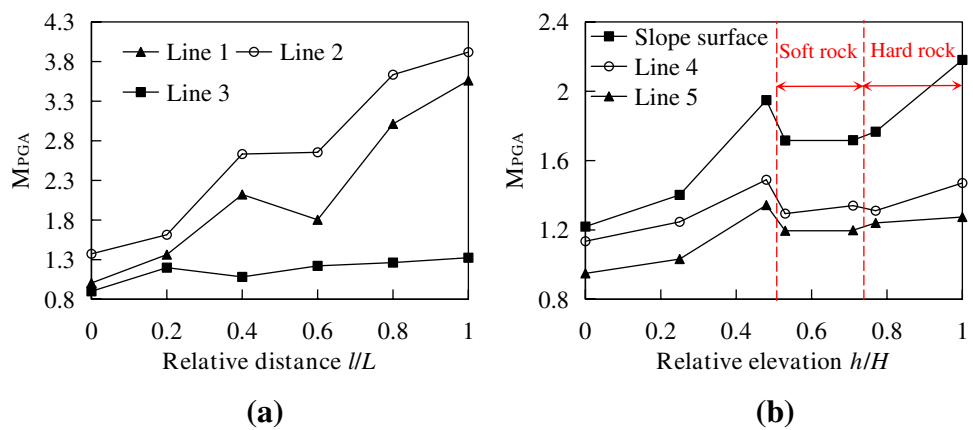 4.3
3.8
3.3
2.8
2.3
1.8
1.3
0.8
MPGA
Line 1
Line 2
Line 3
0 0.2 0.4 0.6 0.8 1
Relative distance l/L
(a)
2.4
2
1.6
1.2
0.8
MPGA
Slope surface
Line 4
Line 5
Soft rock
Hard rock
0 0.2 0.4 0.6 0.8 1
Relative elevation h/H
(b)